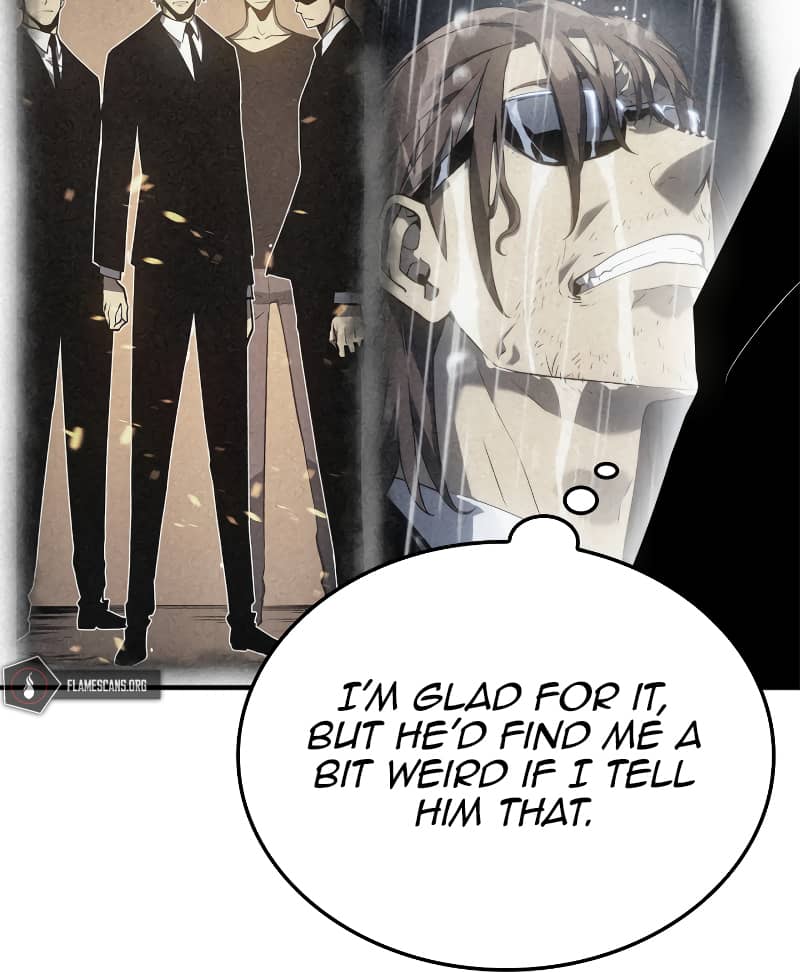 FLAMESCANS.ORG
I'M GLAD FOR IT,
BUT HE'D FIND ME A
BIT WEIRD IF I TELL
HIM THAT.